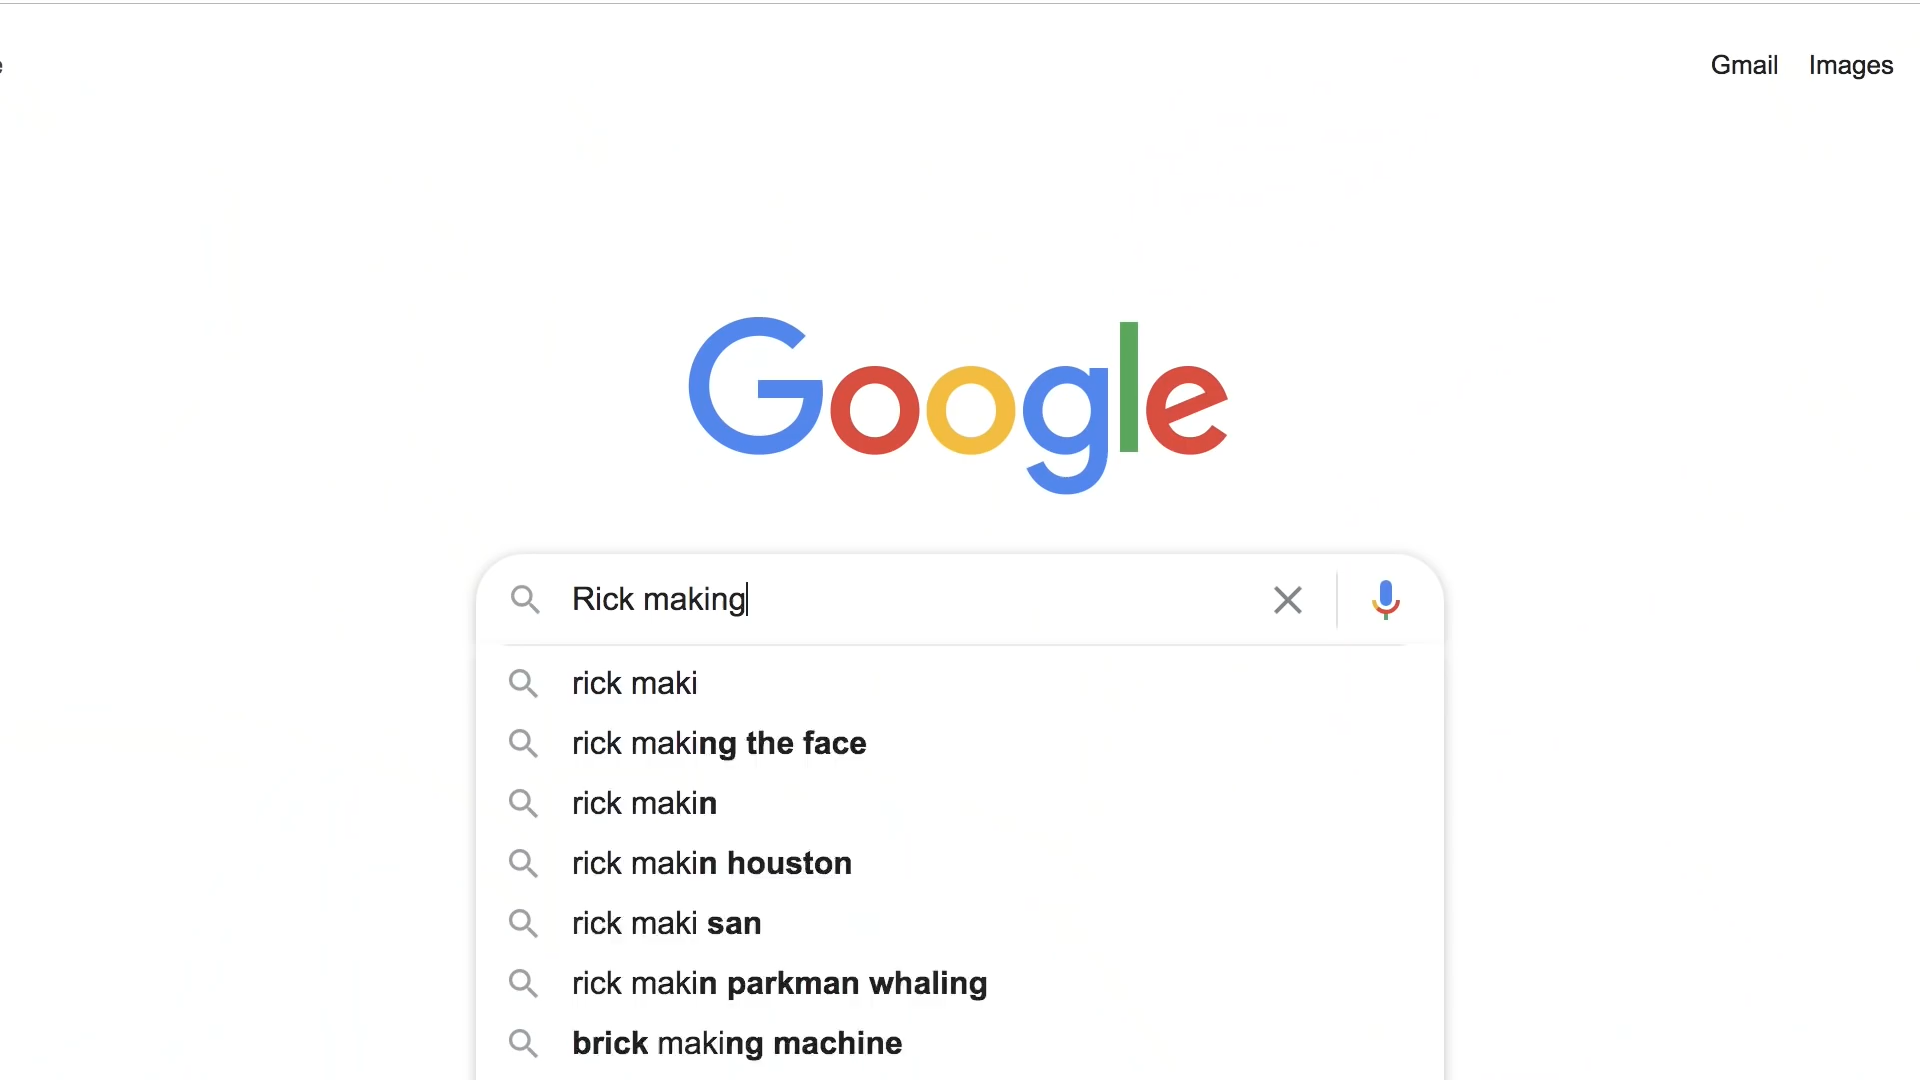 Gmail Images
Google
Rick making
rick maki
rick making the face
rick makin
rick makin houston
rick maki san
rick makin parkman whaling
brick making machine